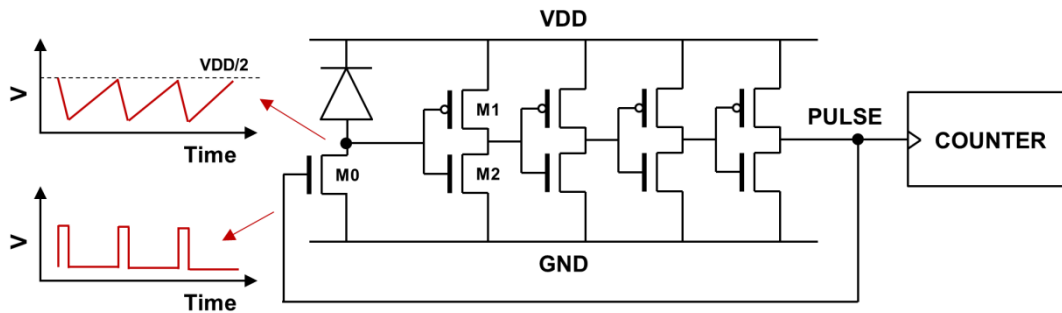 VDD
V
VDD/2
Time
M1
M2
M0
PULSE
COUNTER
V
Time
GND